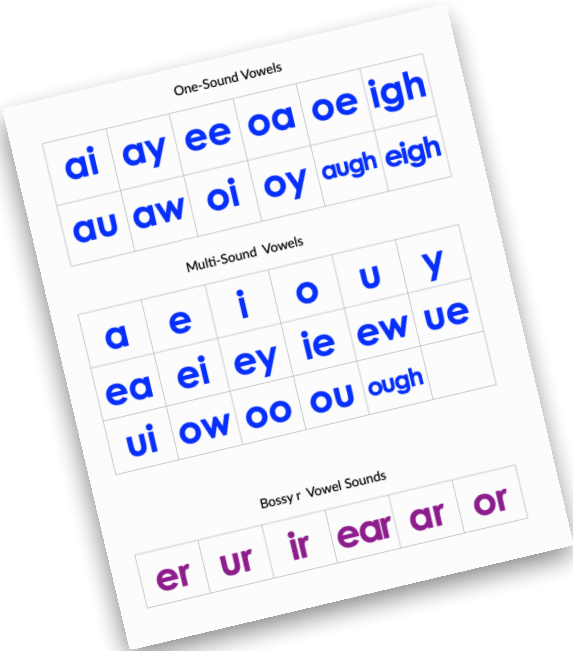 One-Sound Vowels
ai ay ee oa oe igh
au aw oi oy augh eigh
Multi-Sound Vowels
a e i o u y
ea ei ey ie ew ue
ui ow oo ou ough
Bossy r Vowel Sounds
er ur ir ear ar or